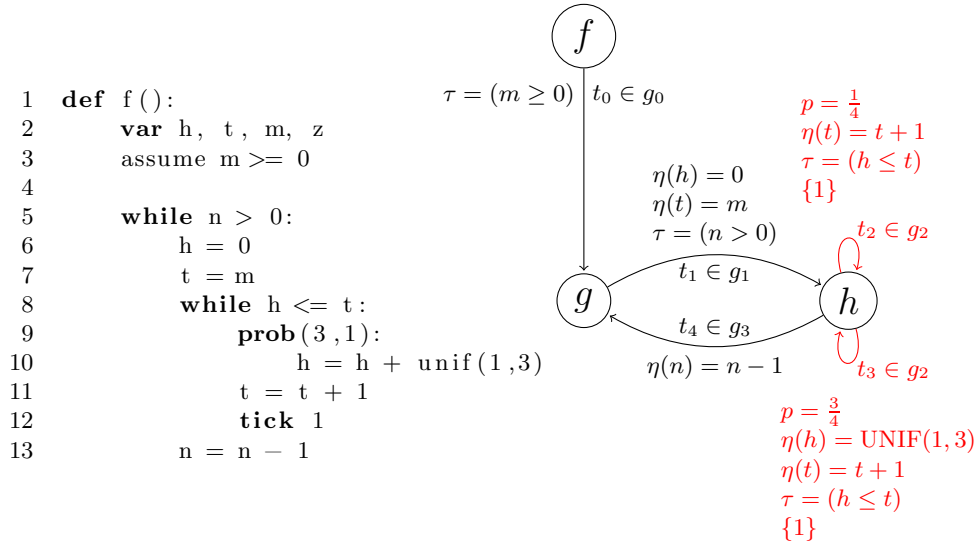 1 def f():
2 var h, t, m, z
3 assume m >= 0
4
5 while n > 0:
6 h = 0
7 t = m
8 while h <= t:
9 prob(3,1):
10 h = h + unif(1,3)
11 t = t + 1
12 tick 1
13 n = n − 1
f
τ = (m ≥ 0) t₀ ∈ g₀
p = 1/4
η(t) = t + 1
τ = (h ≤ t)
{1}
η(h) = 0
η(t) = m
τ = (n > 0)
t₂ ∈ g₂
t₁ ∈ g₁
g
h
t₄ ∈ g₃
η(n) = n − 1
t₃ ∈ g₂
p = 3/4
η(h) = UNIF(1, 3)
η(t) = t + 1
τ = (h ≤ t)
{1}